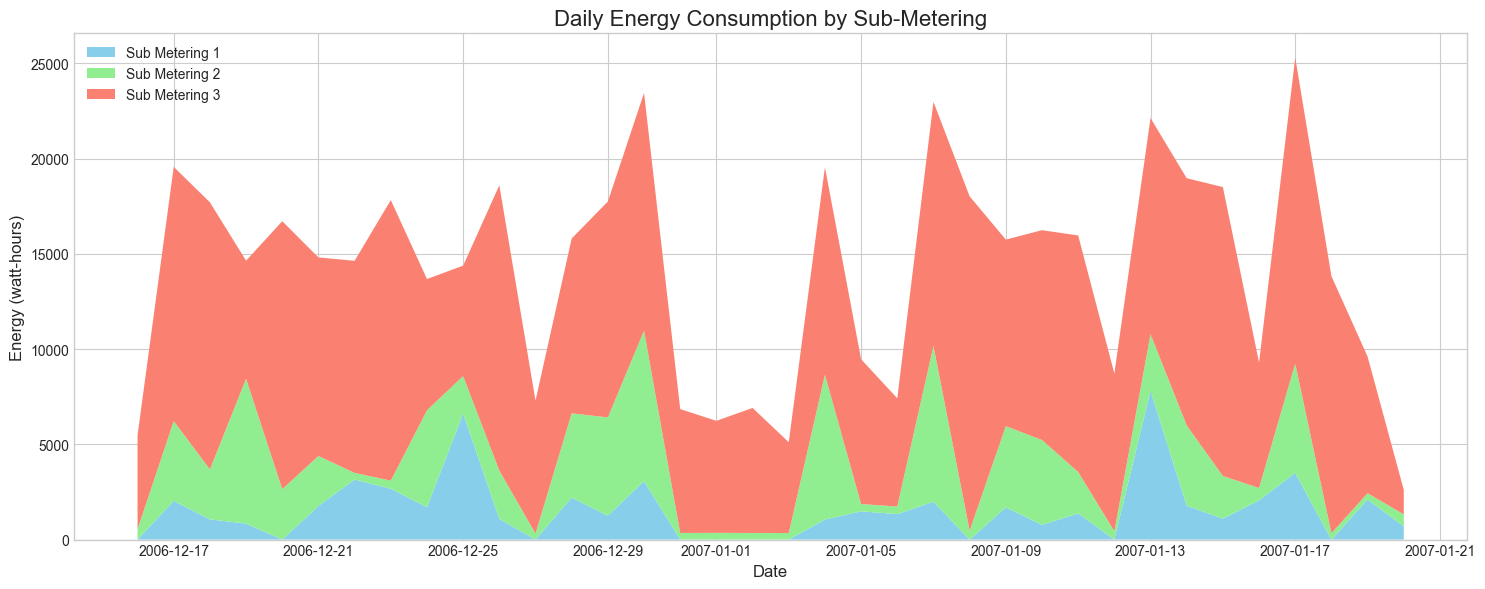 Daily Energy Consumption by Sub-Metering
Sub Metering 1
Sub Metering 2
Sub Metering 3
Energy (watt-hours)
25000
20000
15000
10000
5000
0
2006-12-17 2006-12-21 2006-12-25 2006-12-29 2007-01-01 2007-01-05 2007-01-09 2007-01-13 2007-01-17 2007-01-21
Date